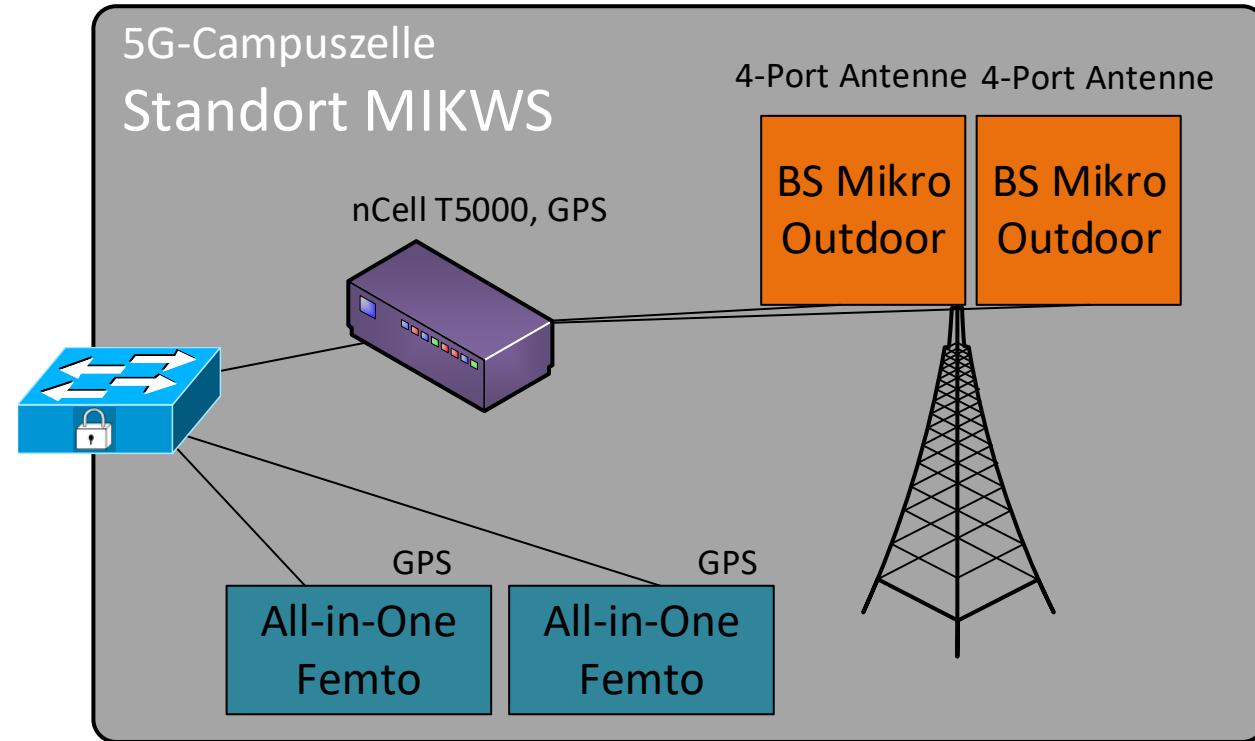 5G-Campuszelle
Standort MIKWS
4-Port Antenne
4-Port Antenne
BS Mikro
Outdoor
BS Mikro
Outdoor
nCell T5000, GPS
GPS
GPS
All-in-One
Femto
All-in-One
Femto